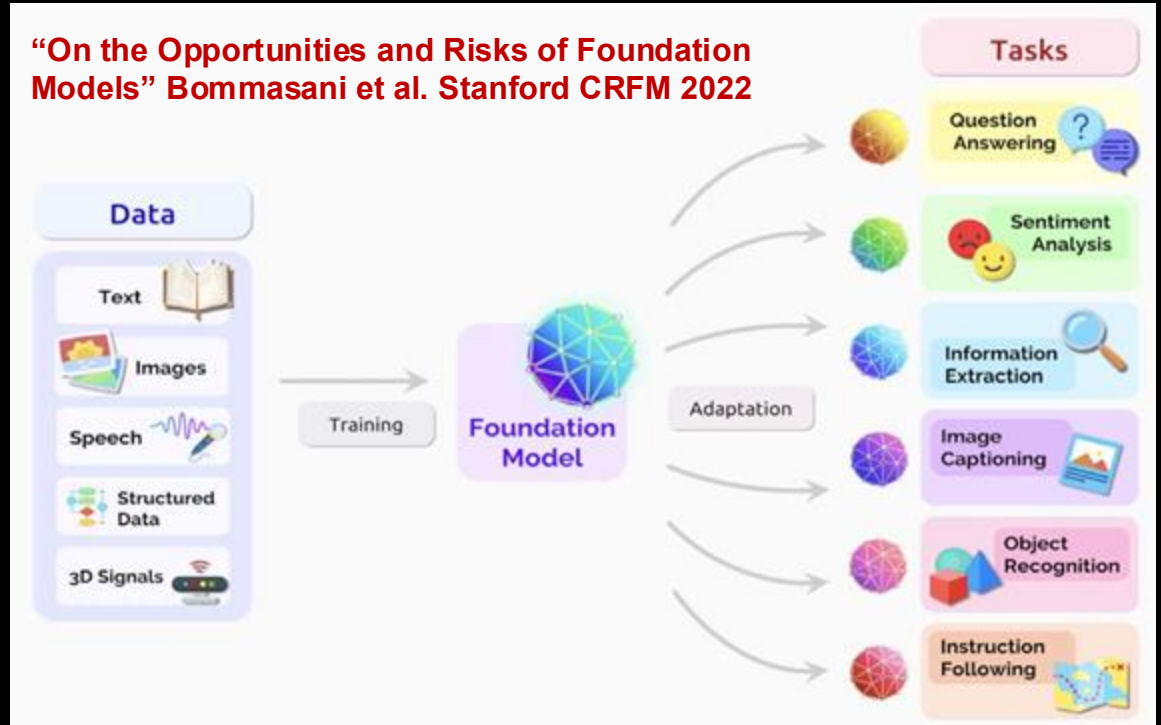 “On the Opportunities and Risks of Foundation
Models” Bommasani et al. Stanford CRFM 2022
Data
Text
Images
Speech
Structured
Data
3D Signals
Training
Foundation
Model
Adaptation
Tasks
Question
Answering
?
Sentiment
Analysis
Information
Extraction
Image
Captioning
Object
Recognition
Instruction
Following